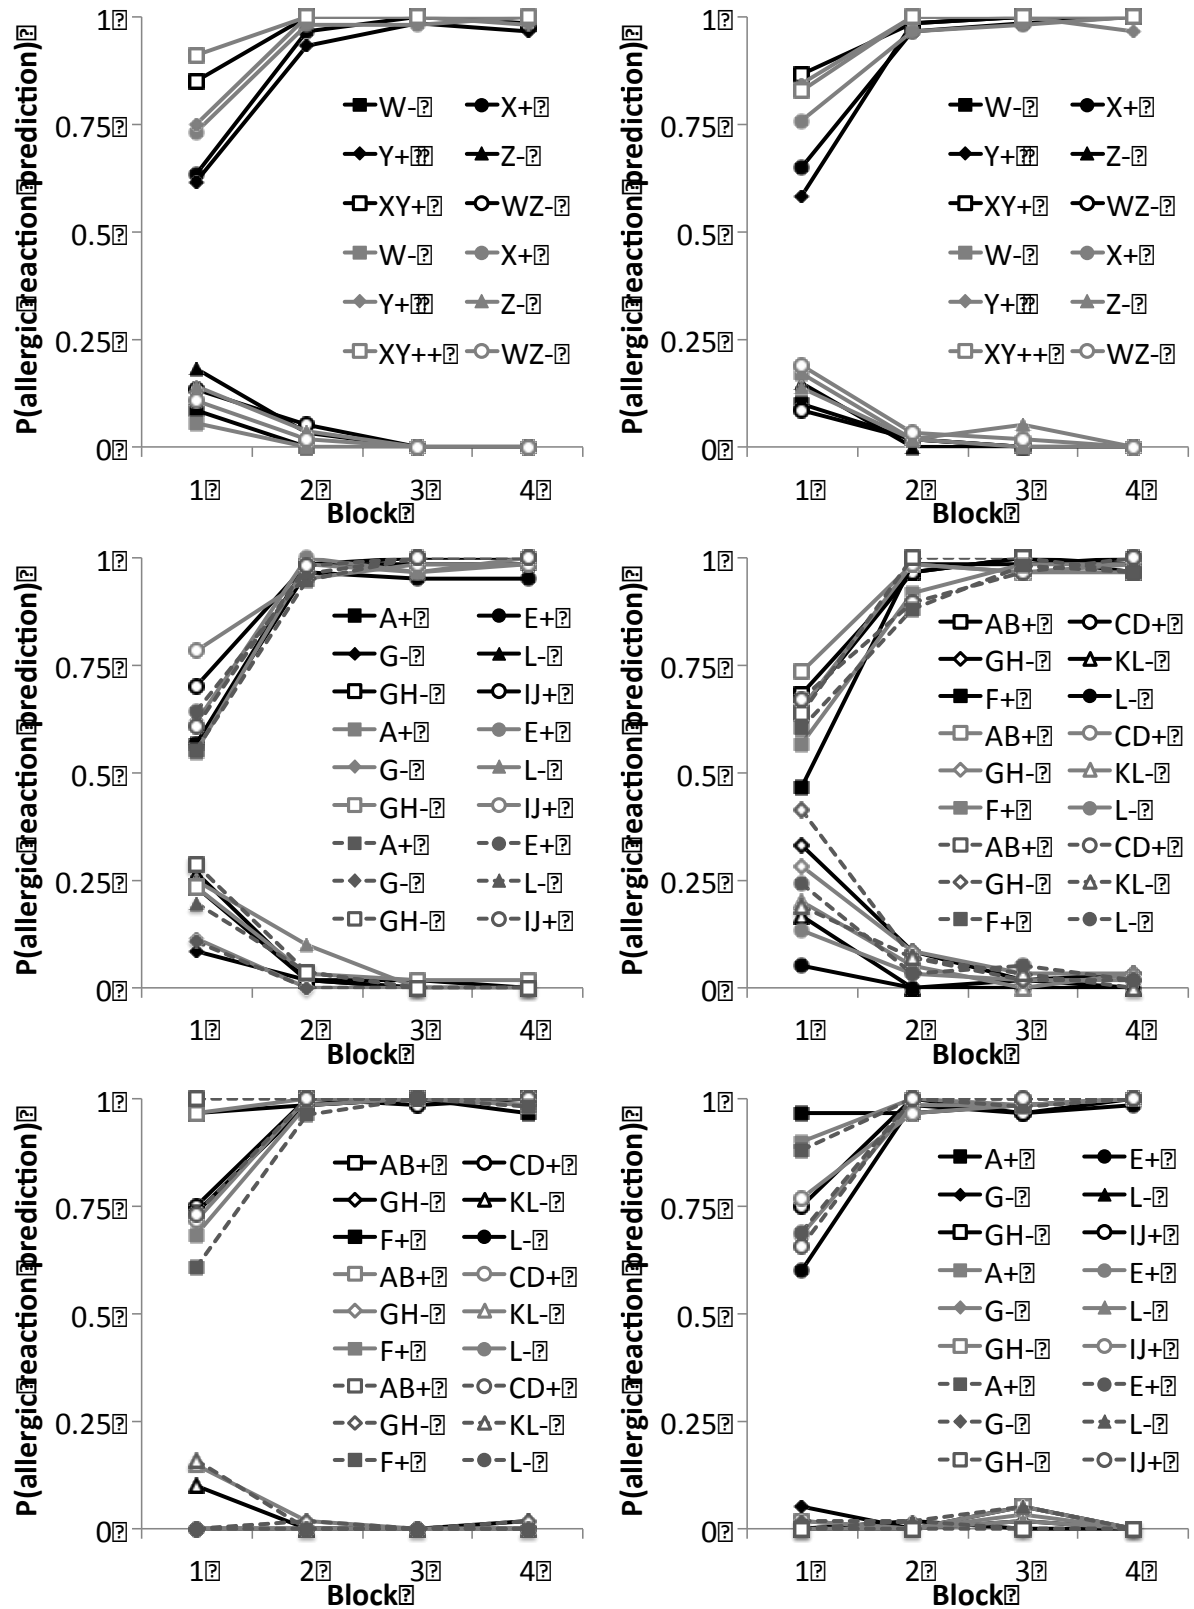 P(allergic reaction prediction)
1
0.75
0.5
0.25
0
W- X+
Y+ Z-
XY+ WZ-
W- X+
Y+ Z-
XY++ WZ-
1 2 3 4
Block
P(allergic reaction prediction)
1
0.75
0.5
0.25
0
W- X+
Y+ Z-
XY+ WZ-
W- X+
Y+ Z-
XY++ WZ-
1 2 3 4
Block
P(allergic reaction prediction)
1
0.75
0.5
0.25
0
A+ E+
G- L-
GH- IJ+
A+ E+
G- L-
GH- IJ+
A+ E+
G- L-
GH- IJ+
1 2 3 4
Block
P(allergic reaction prediction)
1
0.75
0.5
0.25
0
AB+ CD+
GH- KL-
F+ L-
AB+ CD+
GH- KL-
F+ L-
AB+ CD+
GH- KL-
F+ L-
1 2 3 4
Block
P(allergic reaction prediction)
1
0.75
0.5
0.25
0
AB+ CD+
GH- KL-
F+ L-
AB+ CD+
GH- KL-
F+ L-
AB+ CD+
GH- KL-
F+ L-
1 2 3 4
Block
P(allergic reaction prediction)
1
0.75
0.5
0.25
0
A+ E+
G- L-
GH- IJ+
A+ E+
G- L-
GH- IJ+
A+ E+
G- L-
GH- IJ+
1 2 3 4
Block